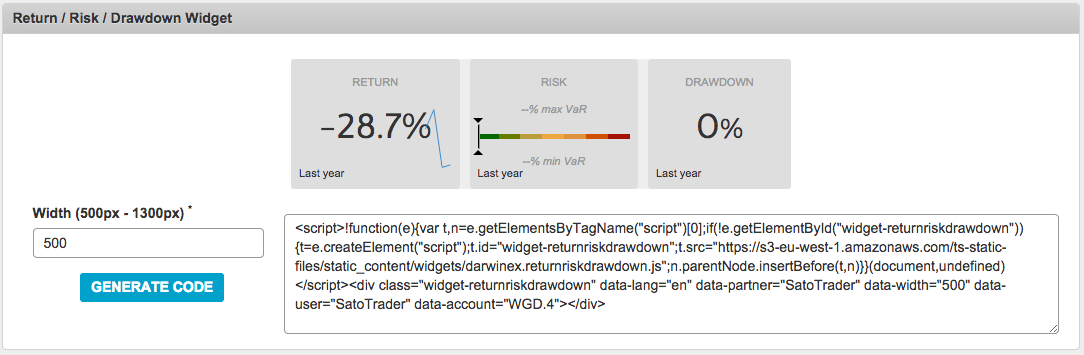 Return / Risk / Drawdown Widget
RETURN
-28.7%
Last year
RISK
--% max VaR
--% min VaR
Last year
DRAWDOWN
0%
Last year
Width (500px - 1300px) *
500
GENERATE CODE
<script>!function(e){var t,n=e.getElementsByTagName("script")[0];if(!e.getElementById("widget-returnriskdrawdown"))
{t=e.createElement("script");t.id="widget-returnriskdrawdown";t.src="https://s3-eu-west-1.amazonaws.com/ts-static-
files/static_content/widgets/darwinex.returnriskdrawdown.js";n.parentNode.insertBefore(t,n)}}(document,undefined)
</script><div class="widget-returnriskdrawdown" data-lang="en" data-partner="SatoTrader" data-width="500" data-
user="SatoTrader" data-account="WGD.4"></div>